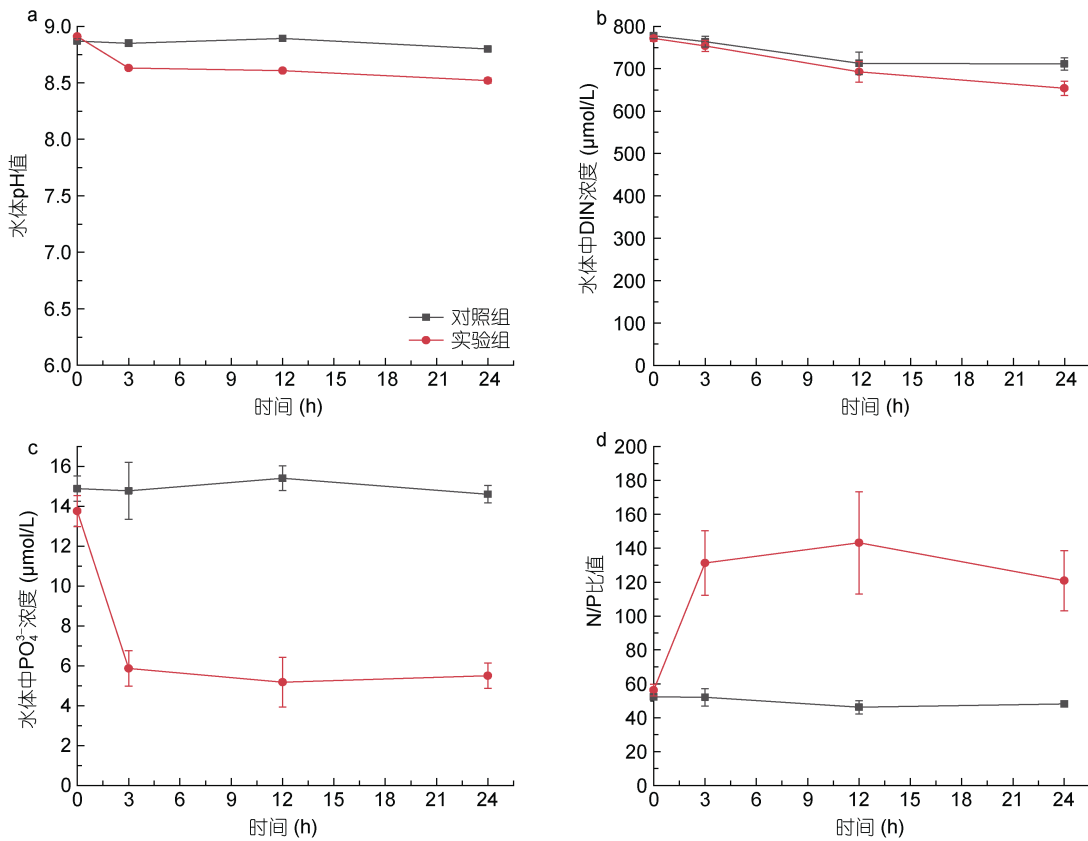 a
9.0
8.5
8.0
7.5
7.0
6.5
6.0
水体pH值
对照组
实验组
0 3 6 9 12 15 18 21 24
时间 (h)
b
800
700
600
500
400
300
200
100
0
水体中DIN浓度 (μmol/L)
0 3 6 9 12 15 18 21 24
时间 (h)
c
16
14
12
10
8
6
4
2
0
水体中PO₄³⁻浓度 (μmol/L)
0 3 6 9 12 15 18 21 24
时间 (h)
d
200
180
160
140
120
100
80
60
40
20
0
N/P比值
0 3 6 9 12 15 18 21 24
时间 (h)